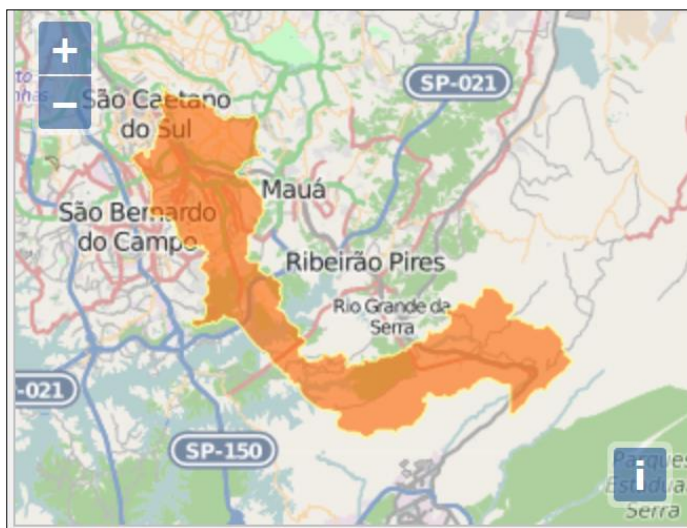 +
−
São Caetano
do Sul
SP-021
Mauá
São Bernardo
do Campo
Ribeirão Pires
Rio Grande da
Serra
-021
SP-150
i
Parques
Estadua
Serra